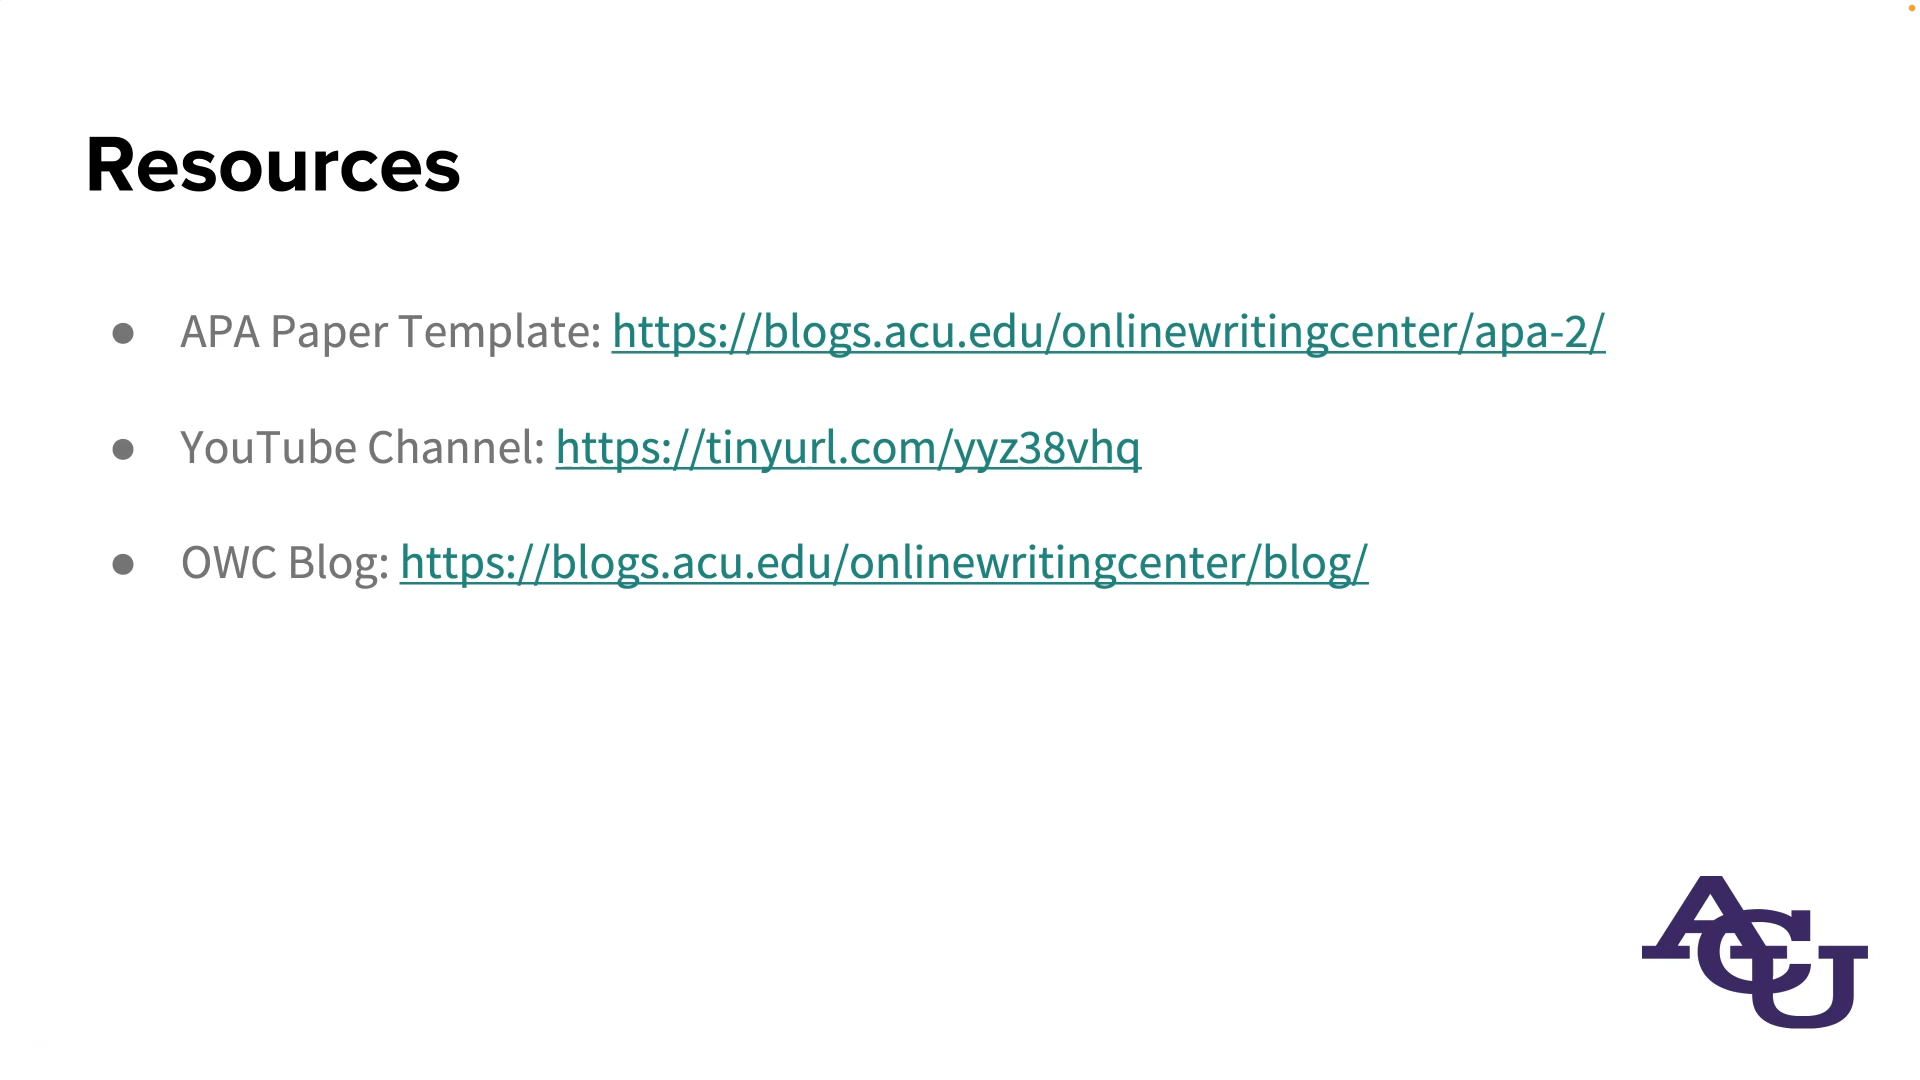 Resources
● APA Paper Template: https://blogs.acu.edu/onlinewritingcenter/apa-2/
● YouTube Channel: https://tinyurl.com/yyz38vhq
● OWC Blog: https://blogs.acu.edu/onlinewritingcenter/blog/
ACU